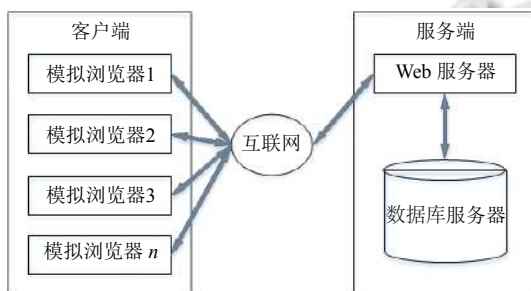 客户端
模拟浏览器1
模拟浏览器2
模拟浏览器3
模拟浏览器 n
互联网
服务端
Web 服务器
数据库服务器